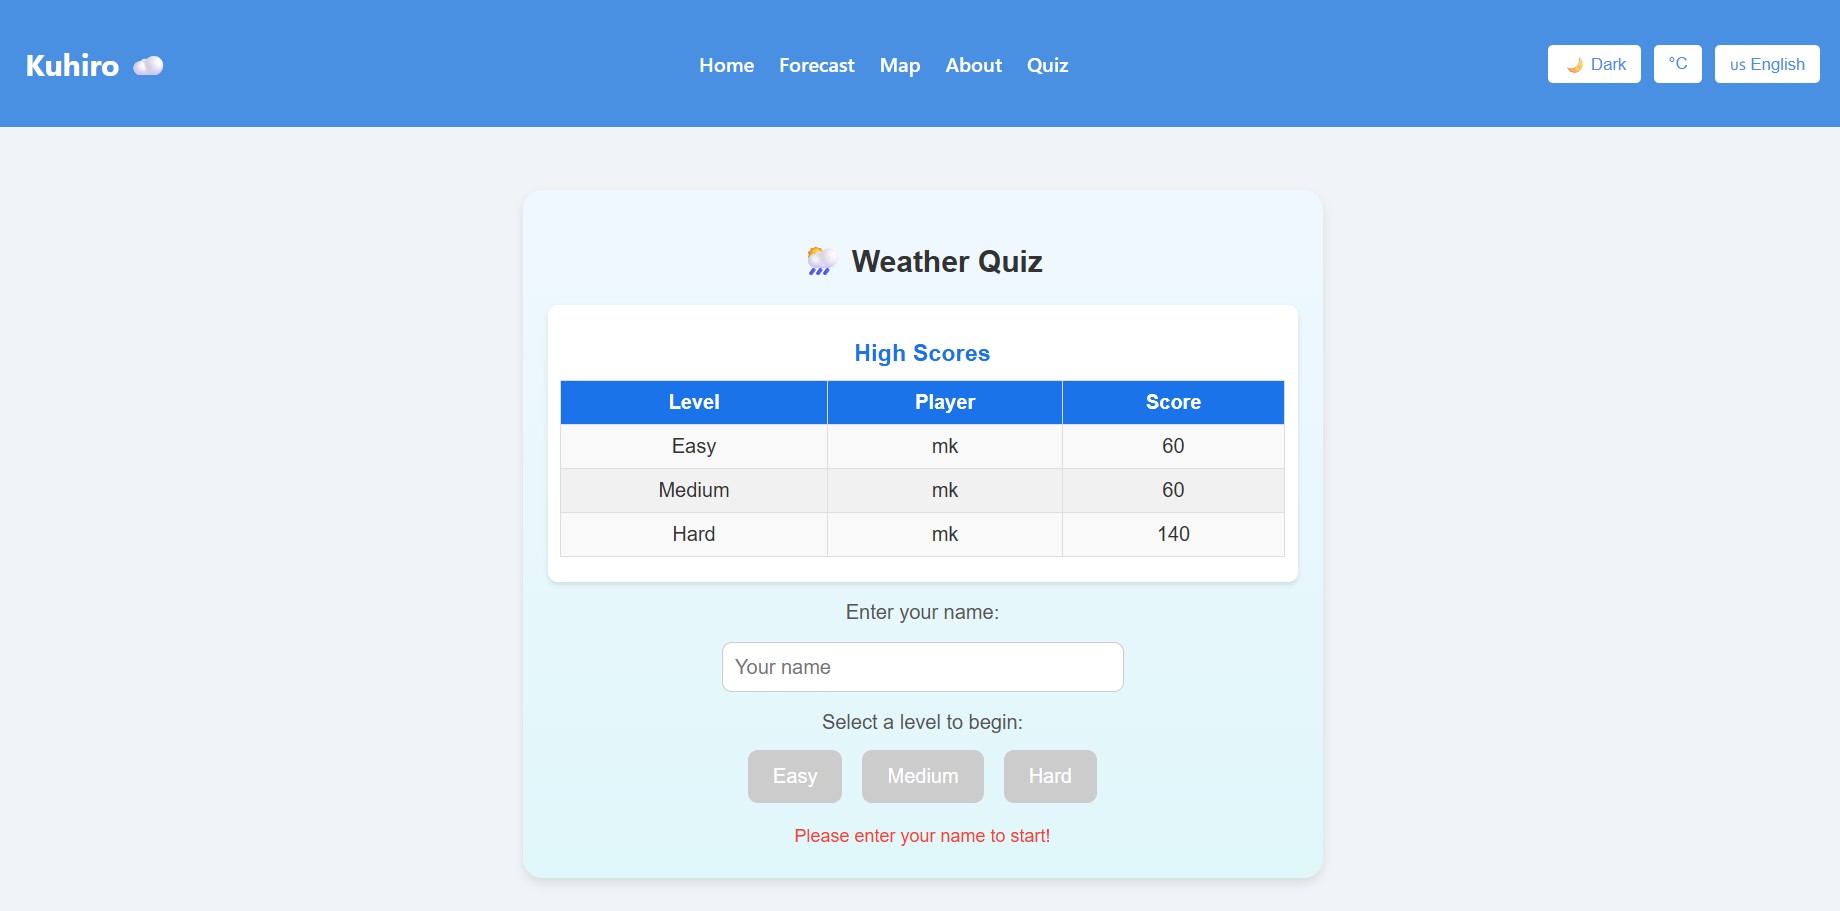 Kuhiro
Home Forecast Map About Quiz
Dark
°C
us English
Weather Quiz
High Scores
Level Player Score
Easy mk 60
Medium mk 60
Hard mk 140
Enter your name:
Your name
Select a level to begin:
Easy Medium Hard
Please enter your name to start!